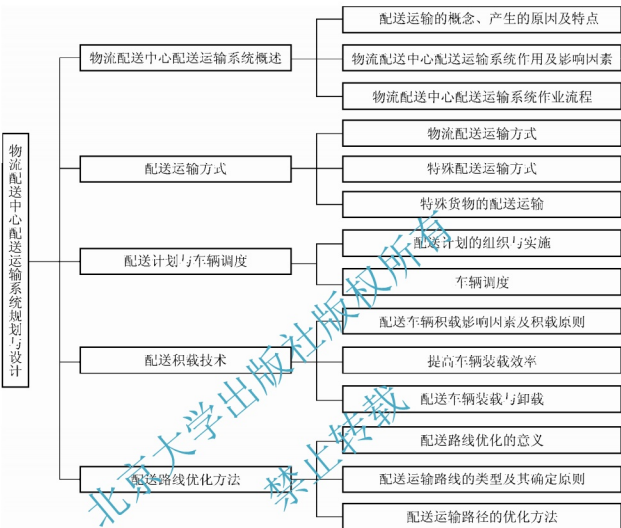 物流配送中心配送运输系统规划与设计
物流配送中心配送运输系统概述
配送运输的概念、产生的原因及特点
物流配送中心配送运输系统作用及影响因素
物流配送中心配送运输系统作业流程
配送运输方式
物流配送运输方式
特殊配送运输方式
特殊货物的配送运输
配送计划与车辆调度
配送计划的组织与实施
车辆调度
配送积载技术
配送车辆积载影响因素及积载原则
提高车辆装载效率
配送车辆装载与卸载
配送路线优化方法
配送路线优化的意义
配送运输路线的类型及其确定原则
配送运输路径的优化方法
北京大学出版社版权所有
禁止转载